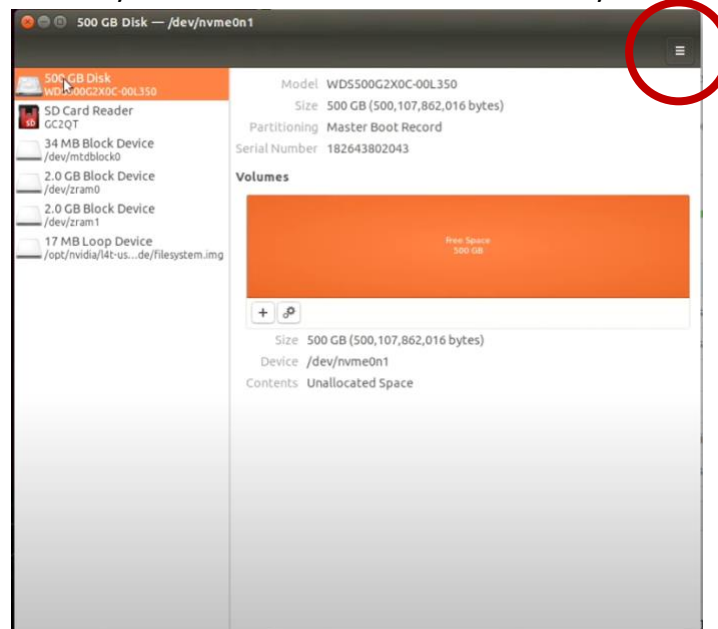 500 GB Disk — /dev/nvme0n1
500 GB Disk
WDS500G2X0C-00L350
SD Card Reader
GC2QT
34 MB Block Device
/dev/mtdblock0
2.0 GB Block Device
/dev/zram0
2.0 GB Block Device
/dev/zram1
17 MB Loop Device
/opt/nvidia/l4t-us...de/filesystem.img
Model WDS500G2X0C-00L350
Size 500 GB (500,107,862,016 bytes)
Partitioning Master Boot Record
Serial Number 182643802043
Volumes
Free Space
500 GB
Size 500 GB (500,107,862,016 bytes)
Device /dev/nvme0n1
Contents Unallocated Space